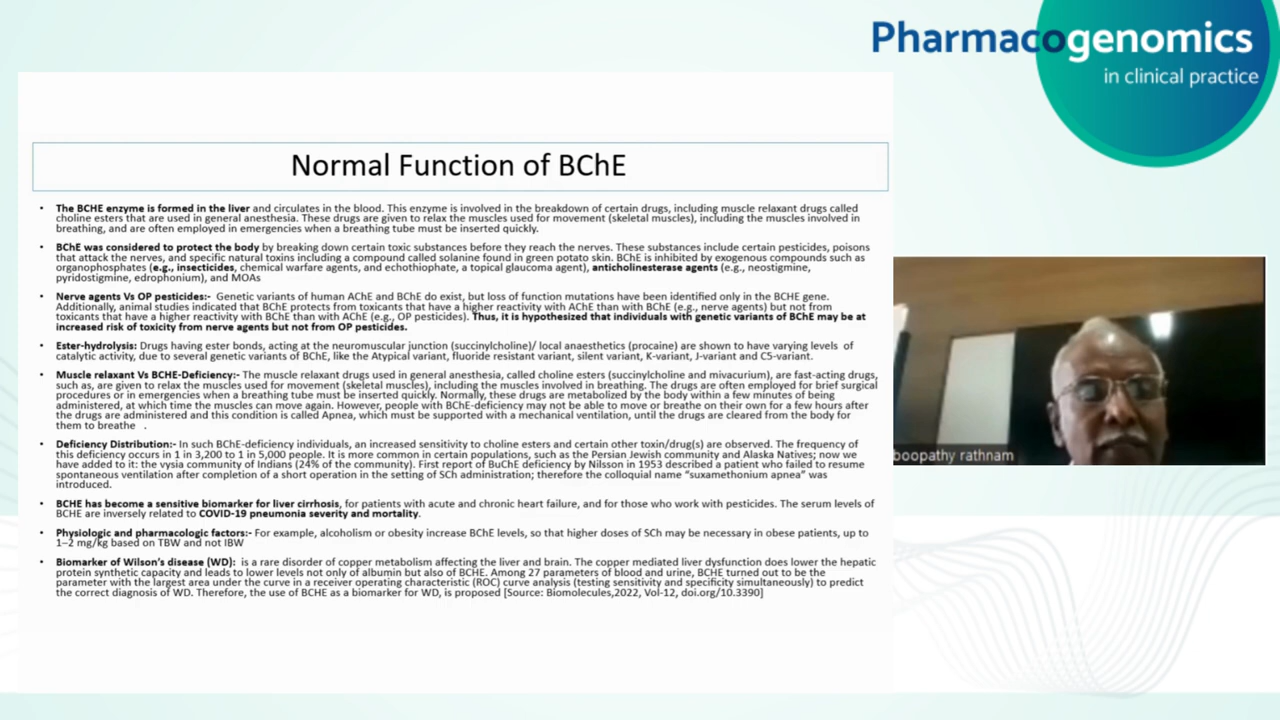 Pharmacogenomics
in clinical practice
Normal Function of BChE
• The BCHE enzyme is formed in the liver and circulates in the blood. This enzyme is involved in the breakdown of certain drugs, including muscle relaxant drugs called
choline esters that are used in general anesthesia. These drugs are given to relax the muscles used for movement (skeletal muscles), including the muscles involved in
breathing, and are often employed in emergencies when a breathing tube must be inserted quickly.
• BChE was considered to protect the body by breaking down certain toxic substances before they reach the nerves. These substances include certain pesticides, poisons
that attack the nerves, and specific natural toxins including a compound called solanine found in green potato skin. BChE is inhibited by exogenous compounds such as
organophosphates (e.g., insecticides, chemical warfare agents, and echothiophate, a topical glaucoma agent), anticholinesterase agents (e.g., neostigmine,
pyridostigmine, edrophonium), and MOAs
• Nerve agents Vs OP pesticides:- Genetic variants of human AChE and BChE do exist, but loss of function mutations have been identified only in the BCHE gene.
Additionally, animal studies indicated that BChE protects from toxicants that have a higher reactivity with AChE than with BChE (e.g., nerve agents) but not from
toxicants that have a higher reactivity with BChE than with AChE (e.g., OP pesticides). Thus, it is hypothesized that individuals with genetic variants of BChE may be at
increased risk of toxicity from nerve agents but not from OP pesticides.
• Ester-hydrolysis: Drugs having ester bonds, acting at the neuromuscular junction (succinylcholine)/ local anaesthetics (procaine) are shown to have varying levels of
catalytic activity, due to several genetic variants of BChE, like the Atypical variant, fluoride resistant variant, silent variant, K-variant, J-variant and C5-variant.
• Muscle relaxant Vs BCHE-Deficiency:- The muscle relaxant drugs used in general anesthesia, called choline esters (succinylcholine and mivacurium), are fast-acting drugs,
such as, are given to relax the muscles used for movement (skeletal muscles), including the muscles involved in breathing. The drugs are often employed for brief surgical
procedures or in emergencies when a breathing tube must be inserted quickly. Normally, these drugs are metabolized by the body within a few minutes of being
administered, at which time the muscles can move again. However, people with BChE-deficiency may not be able to move or breathe on their own for a few hours after
the drugs are administered and this condition is called Apnea, which must be supported with a mechanical ventilation, until the drugs are cleared from the body for
them to breathe .
• Deficiency Distribution:- In such BChE-deficiency individuals, an increased sensitivity to choline esters and certain other toxin/drug(s) are observed. The frequency of
this deficiency occurs in 1 in 3,200 to 1 in 5,000 people. It is more common in certain populations, such as the Persian Jewish community and Alaska Natives; now we
have added to it: the vysia community of Indians (24% of the community). First report of BuChE deficiency by Nilsson in 1953 described a patient who failed to resume
spontaneous ventilation after completion of a short operation in the setting of SCh administration; therefore the colloquial name "suxamethonium apnea" was
introduced.
• BCHE has become a sensitive biomarker for liver cirrhosis, for patients with acute and chronic heart failure, and for those who work with pesticides. The serum levels of
BCHE are inversely related to COVID-19 pneumonia severity and mortality.
• Physiologic and pharmacologic factors:- For example, alcoholism or obesity increase BChE levels, so that higher doses of SCh may be necessary in obese patients, up to
1–2 mg/kg based on TBW and not IBW
• Biomarker of Wilson's disease (WD): is a rare disorder of copper metabolism affecting the liver and brain. The copper mediated liver dysfunction does lower the hepatic
protein synthetic capacity and leads to lower levels not only of albumin but also of BCHE. Among 27 parameters of blood and urine, BCHE turned out to be the
parameter with the largest area under the curve in a receiver operating characteristic (ROC) curve analysis (testing sensitivity and specificity simultaneously) to predict
the correct diagnosis of WD. Therefore, the use of BCHE as a biomarker for WD, is proposed [Source: Biomolecules,2022, Vol-12, doi.org/10.3390]
boopathy rathnam